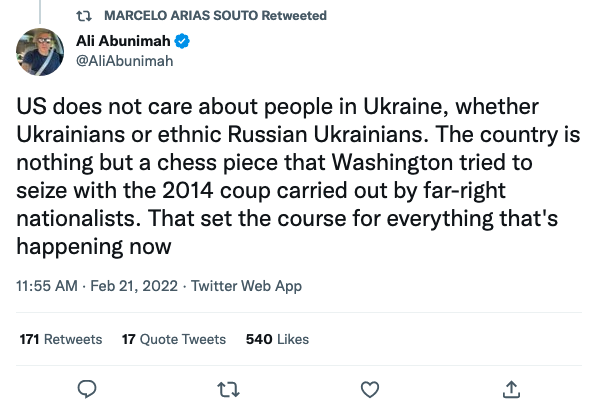 MARCELO ARIAS SOUTO Retweeted
Ali Abunimah
@AliAbunimah
US does not care about people in Ukraine, whether
Ukrainians or ethnic Russian Ukrainians. The country is
nothing but a chess piece that Washington tried to
seize with the 2014 coup carried out by far-right
nationalists. That set the course for everything that's
happening now
11:55 AM · Feb 21, 2022 · Twitter Web App
171 Retweets 17 Quote Tweets 540 Likes